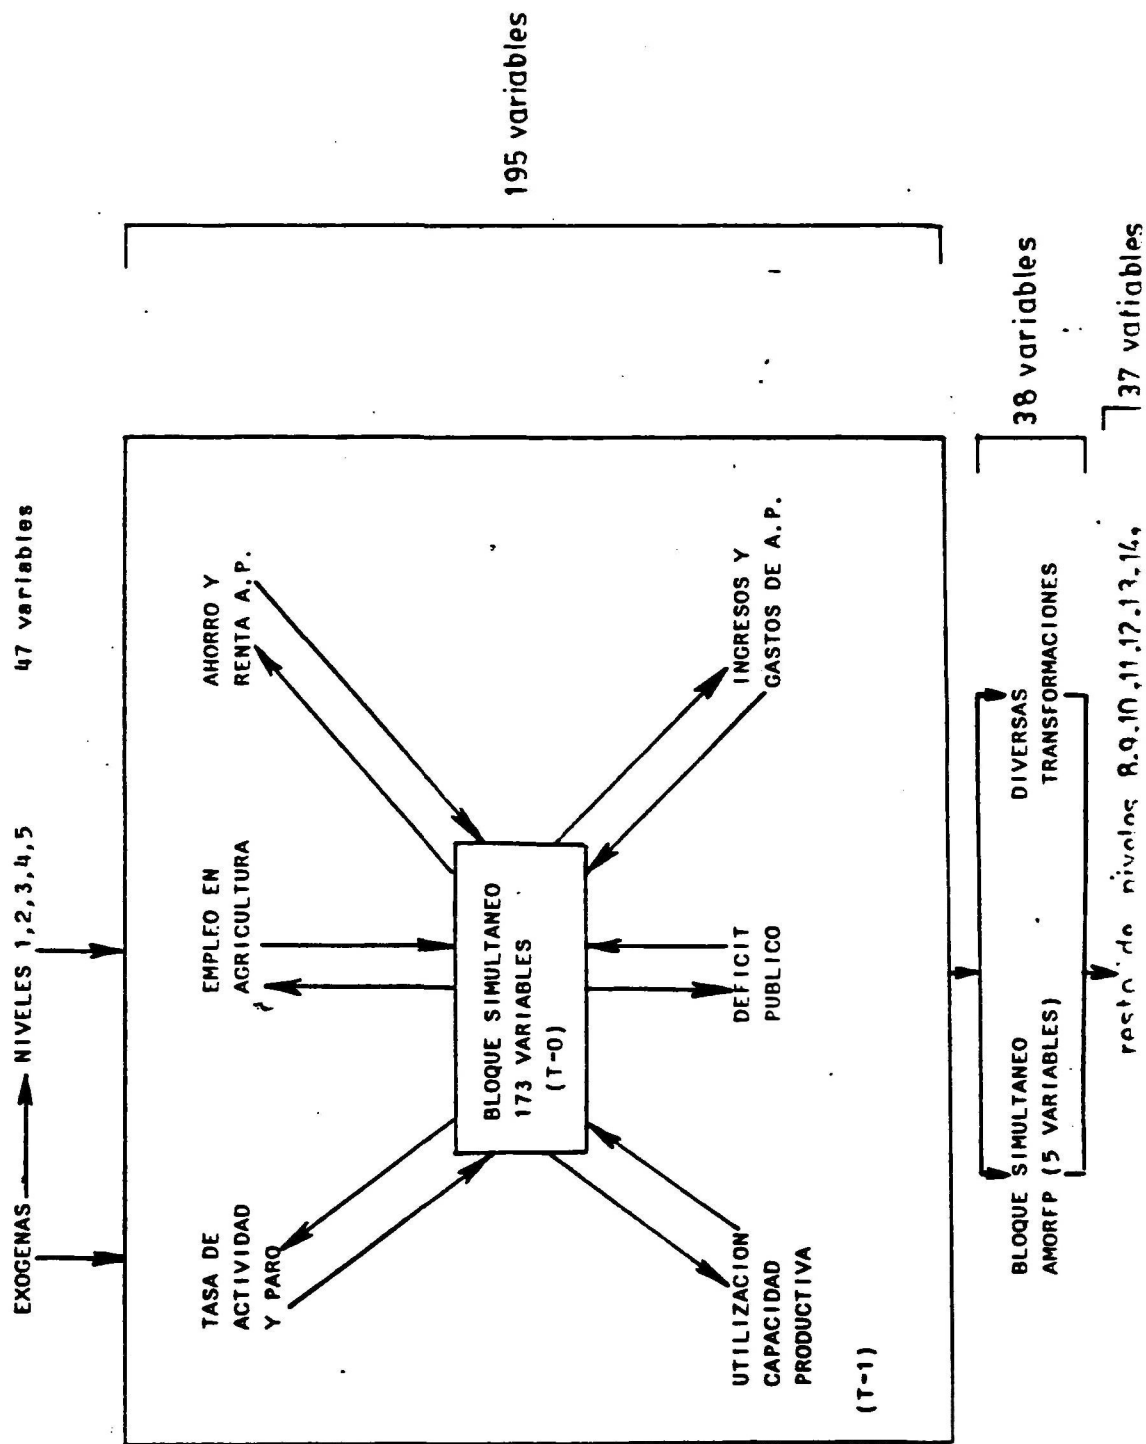 EXOGENAS
NIVELES 1,2,3,4,5
47 variables
TASA DE
ACTIVIDAD
Y PARO
EMPLEO EN
AGRICULTURA
AHORRO Y
RENTA A.P.
BLOQUE SIMULTANEO
173 VARIABLES
(T-0)
195 variables
UTILIZACION
CAPACIDAD
PRODUCTIVA
DEFICIT
PUBLICO
INGRESOS Y
GASTOS DE A.P.
(T-1)
BLOQUE SIMULTANEO
AMORFP (5 VARIABLES)
DIVERSAS
TRANSFORMACIONES
38 variables
resto de niveles 8,9,10,11,12,13,14,
37 vatiables